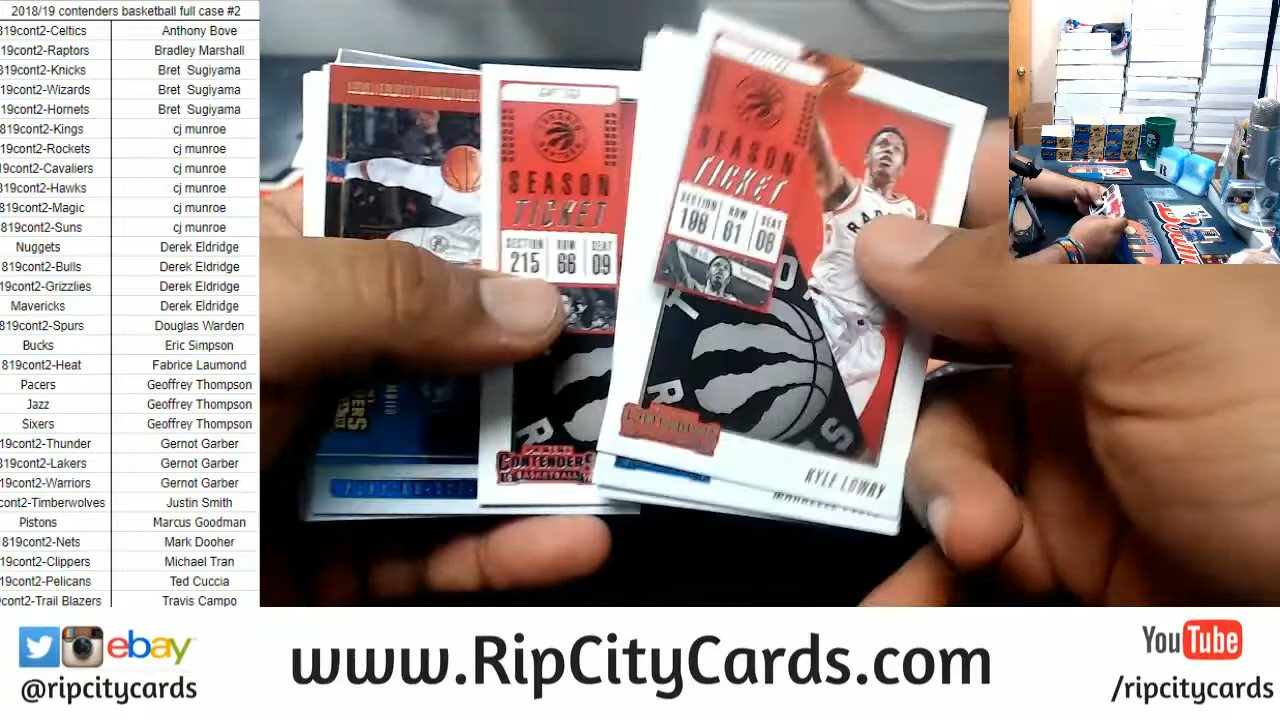 2018/19 contenders basketball full case #2
819cont2-Celtics Anthony Bove
19cont2-Raptors Bradley Marshall
19cont2-Knicks Bret Sugiyama
19cont2-Wizards Bret Sugiyama
19cont2-Hornets Bret Sugiyama
819cont2-Kings cj munroe
19cont2-Rockets cj munroe
cont2-Cavaliers cj munroe
819cont2-Hawks cj munroe
819cont2-Magic cj munroe
819cont2-Suns cj munroe
Nuggets Derek Eldridge
819cont2-Bulls Derek Eldridge
9cont2-Grizzlies Derek Eldridge
Mavericks Derek Eldridge
819cont2-Spurs Douglas Warden
Bucks Eric Simpson
819cont2-Heat Fabrice Laumond
Pacers Geoffrey Thompson
Jazz Geoffrey Thompson
Sixers Geoffrey Thompson
19cont2-Thunder Gernot Garber
819cont2-Lakers Gernot Garber
9cont2-Warriors Gernot Garber
cont2-Timberwolves Justin Smith
Pistons Marcus Goodman
819cont2-Nets Mark Dooher
19cont2-Clippers Michael Tran
19cont2-Pelicans Ted Cuccia
cont2-Trail Blazers Travis Campo
SEASON
TICKET
SECTION ROW SEAT
215 66 09
CONTENDERS
BASKETBALL
SEASON
TICKET
SECTION ROW SEAT
108 01 08
CONTENDERS
KYLE LOWRY
ebay
@ripcitycards
www.RipCityCards.com
YouTube
/ripcitycards